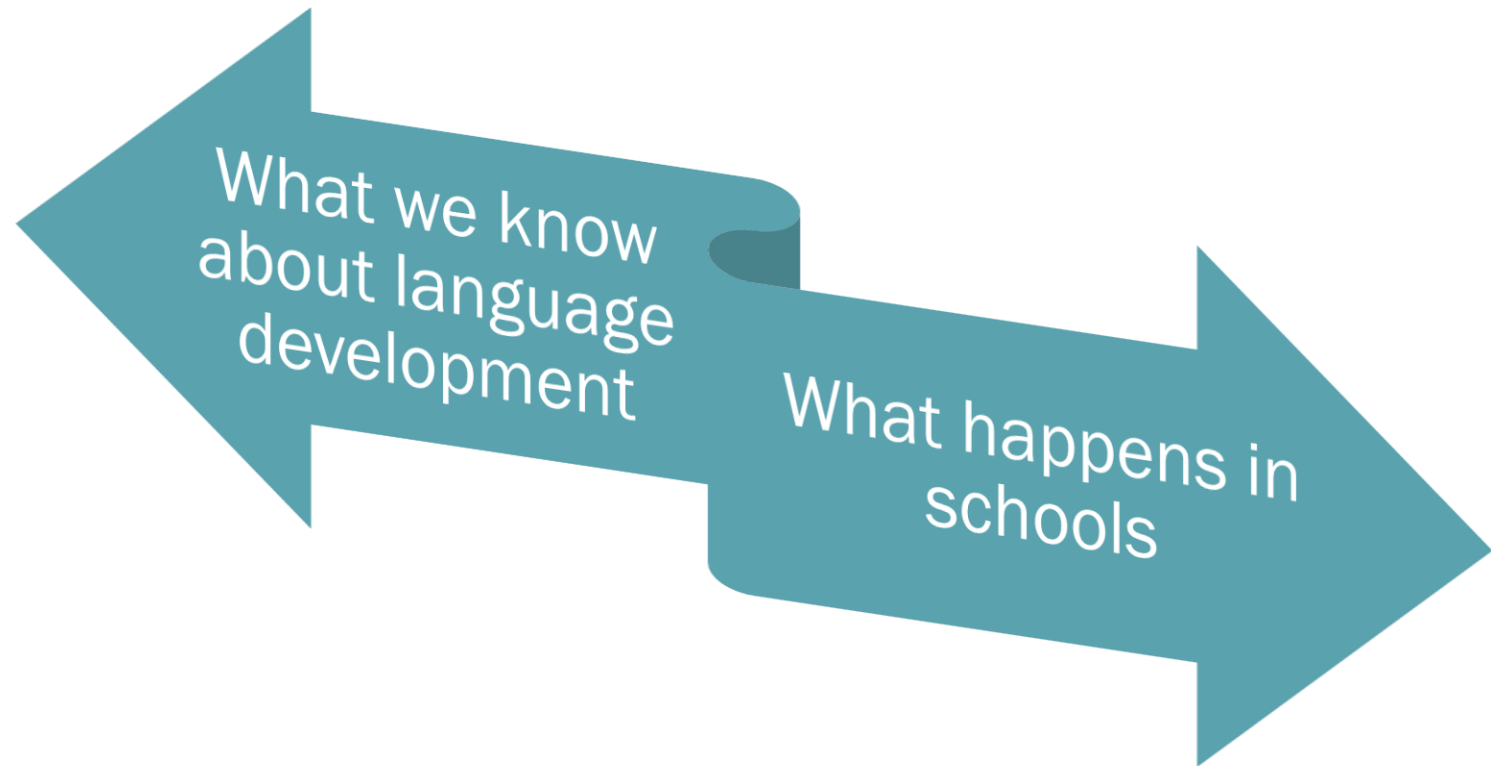 What we know
about language
development
What happens in
schools